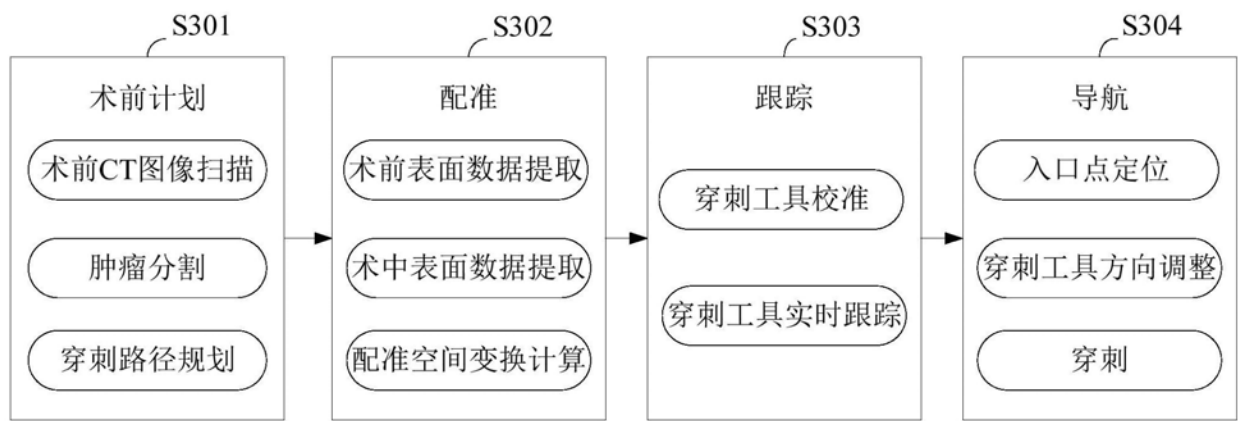 S301
术前计划
术前CT图像扫描
肿瘤分割
穿刺路径规划
S302
配准
术前表面数据提取
术中表面数据提取
配准空间变换计算
S303
跟踪
穿刺工具校准
穿刺工具实时跟踪
S304
导航
入口点定位
穿刺工具方向调整
穿刺